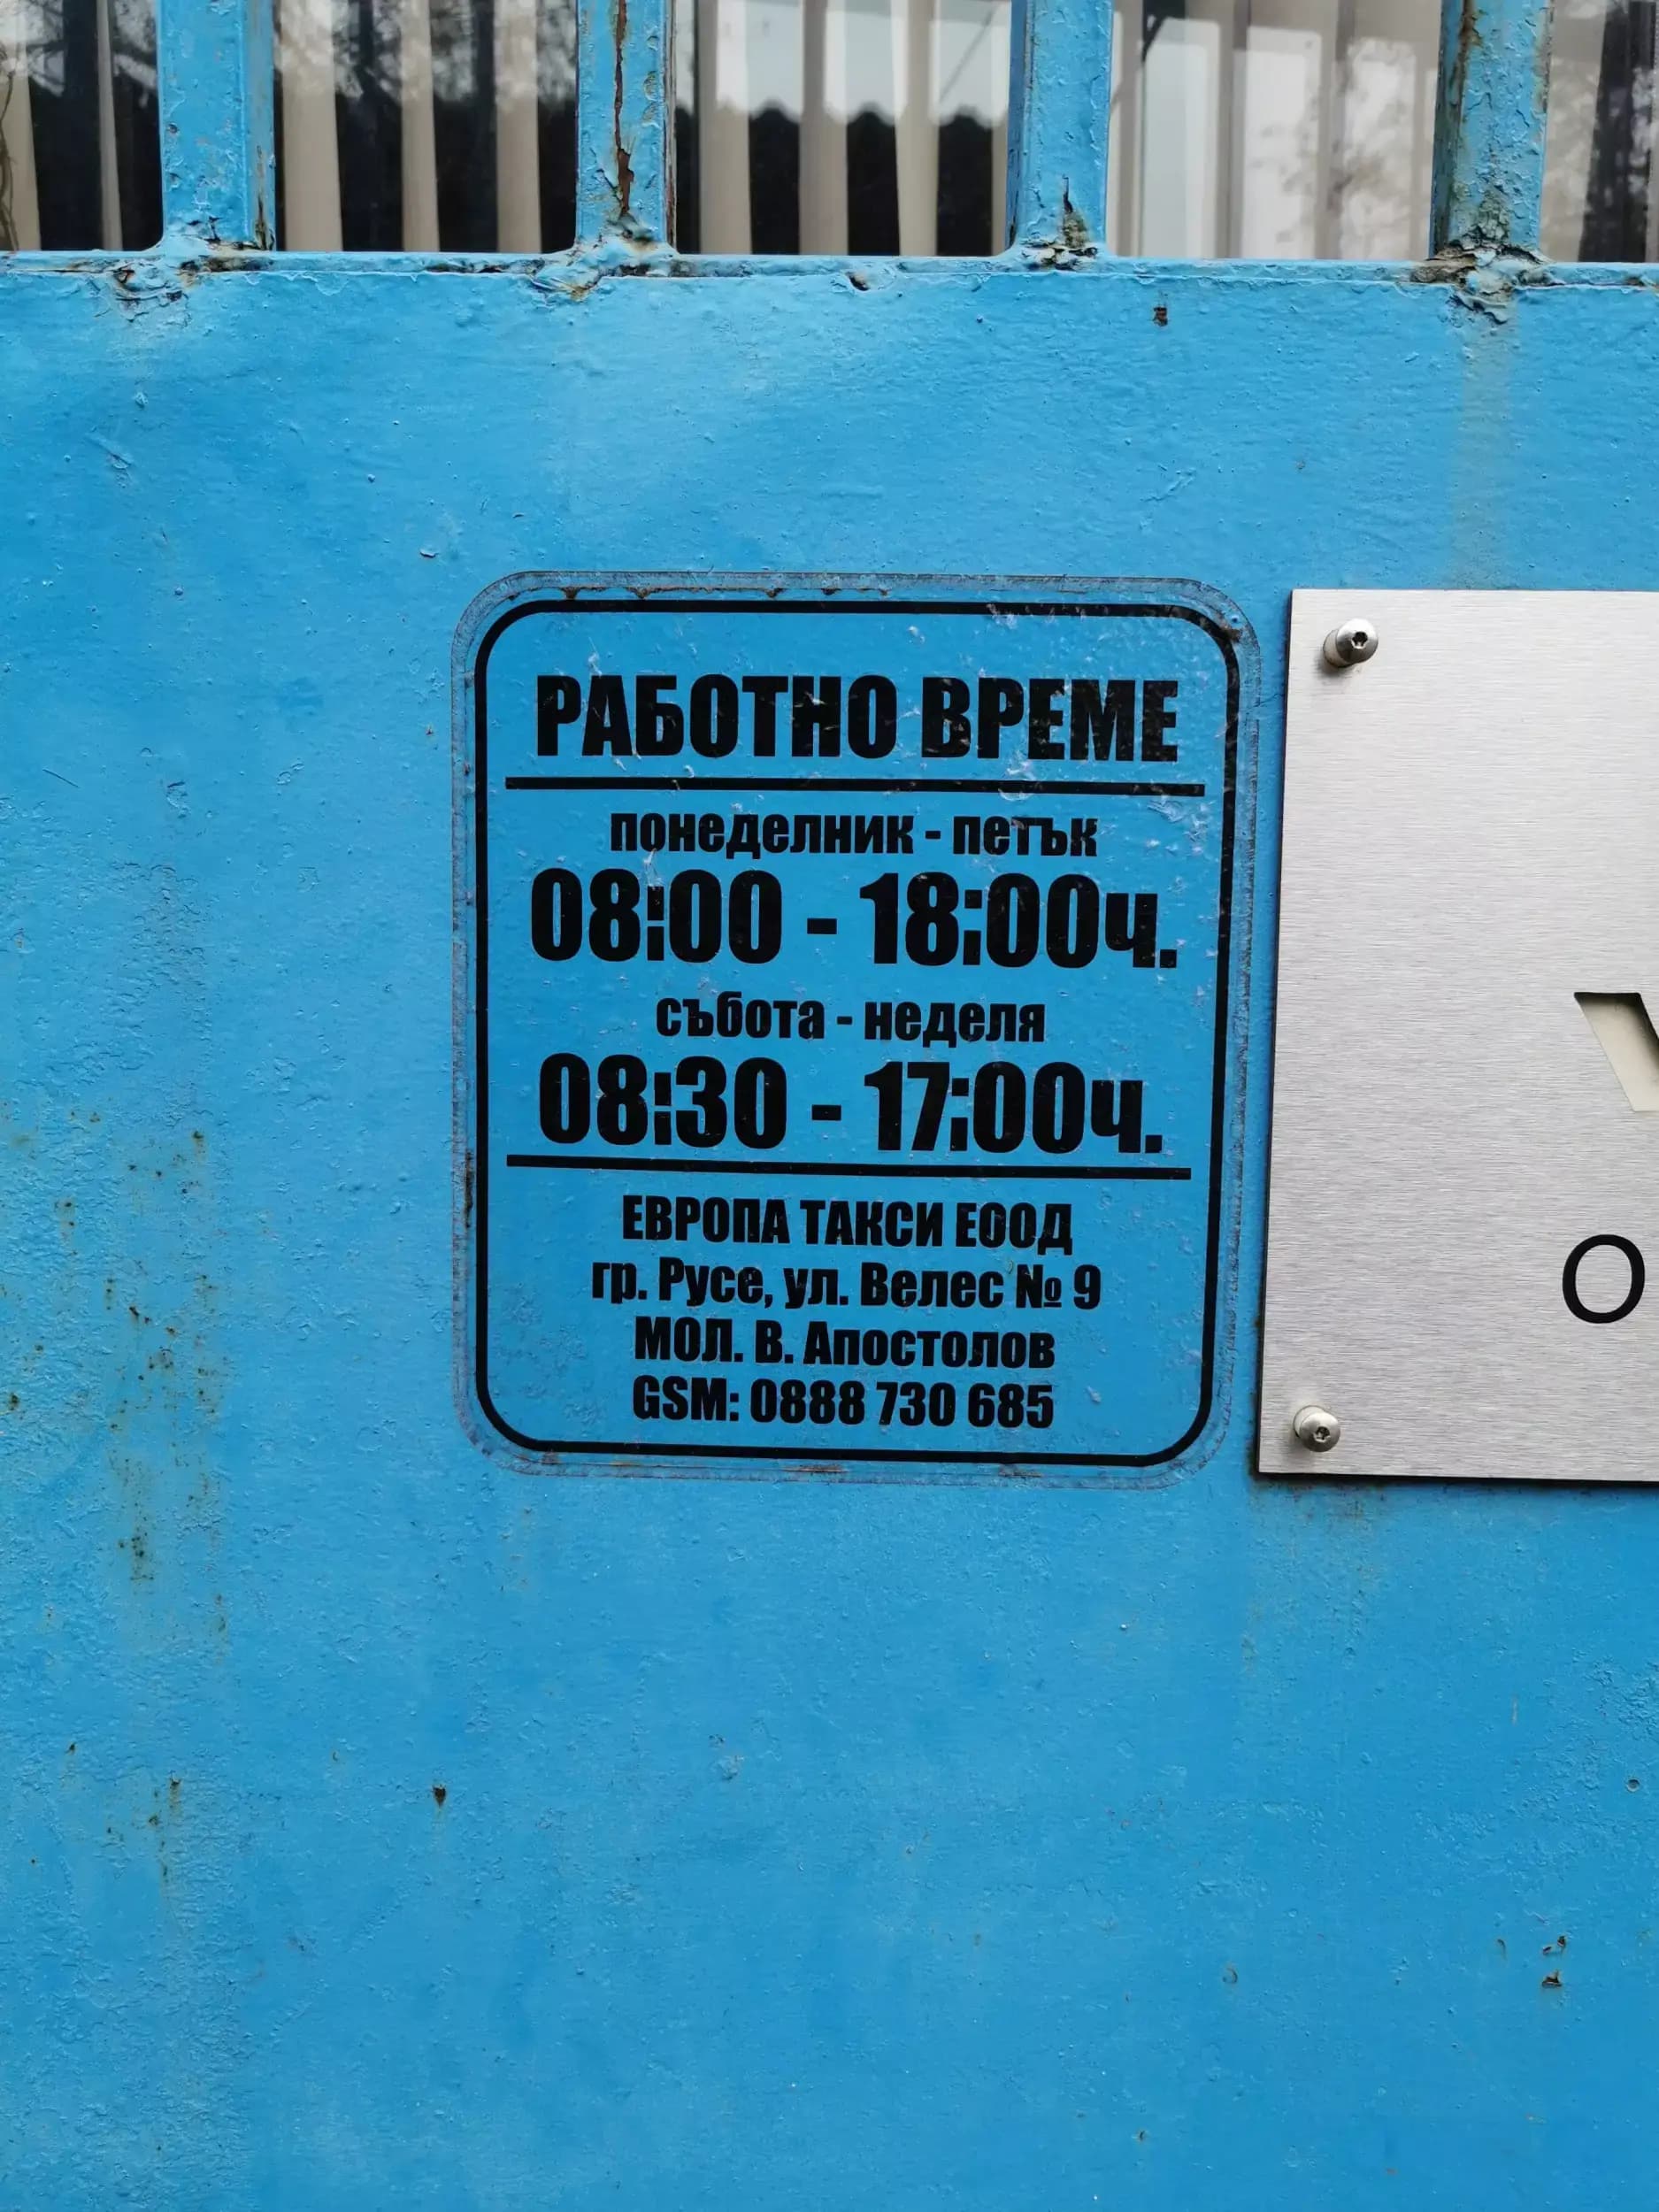 РАБОТНО ВРЕМЕ
понеделник - петък
08:00 - 18:00ч.
събота - неделя
08:30 - 17:00ч.
ЕВРОПА ТАКСИ ЕООД
гр. Русе, ул. Велес № 9
МОЛ. В. Апостолов
GSM: 0888 730 685